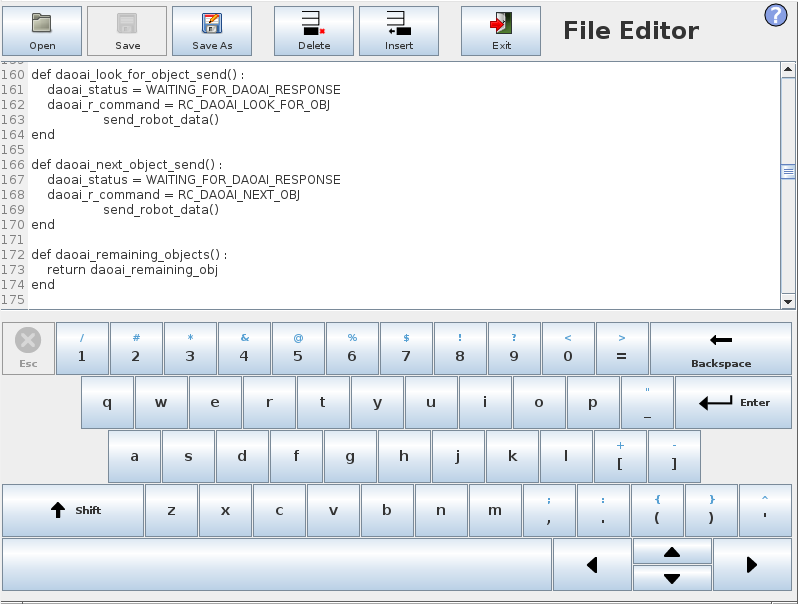 Open Save Save As Delete Insert Exit File Editor ?
160 def daoai_look_for_object_send() :
161 daoai_status = WAITING_FOR_DAOAI_RESPONSE
162 daoai_r_command = RC_DAOAI_LOOK_FOR_OBJ
163 send_robot_data()
164 end
165
166 def daoai_next_object_send() :
167 daoai_status = WAITING_FOR_DAOAI_RESPONSE
168 daoai_r_command = RC_DAOAI_NEXT_OBJ
169 send_robot_data()
170 end
171
172 def daoai_remaining_objects() :
173 return daoai_remaining_obj
174 end
175
/ # * & @ % $ ! ? < >
Esc 1 2 3 4 5 6 7 8 9 0 = Backspace
"
q w e r t y u i o p _ Enter
+ -
a s d f g h j k l [ ]
; : { } ^
Shift z x c v b n m , . ( ) '